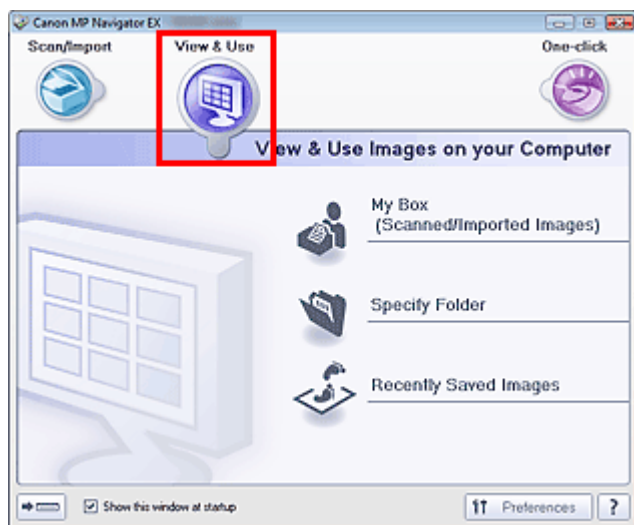 Canon MP Navigator EX
Scan/Import View & Use One-click
View & Use Images on your Computer
My Box
(Scanned/Imported Images)
Specify Folder
Recently Saved Images
Show this window at startup
Preferences ?